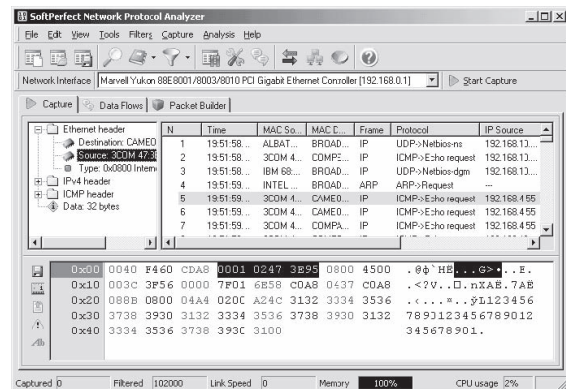 SoftPerfect Network Protocol Analyzer
File Edit View Tools Filters Capture Analysis Help
Network Interface Marvell Yukon 88E8001/8003/8010 PCI Gigabit Ethernet Controller [192.168.0.1] Start Capture
Capture Data Flows Packet Builder
Ethernet header
Destination: CAMEO
Source: 3COM 47:3E
Type: 0x0800 Intern
IPv4 header
ICMP header
Data: 32 bytes
N Time MAC So... MAC D... Frame Protocol IP Source
1 19:51:58... ALBAT... BROAD... IP UDP->Netbios-ns 192.168.10....
2 19:51:58... 3COM 4... COMPE... IP ICMP->Echo request 192.168.10....
3 19:51:58... IBM 68:... BROAD... IP UDP->Netbios-dgm 192.168.10....
4 19:51:59... INTEL ... BROAD... ARP ARP->Request ---
5 19:51:59... 3COM 4... CAMEO... IP ICMP->Echo request 192.168.4.55
6 19:51:59... 3COM 4... CAMEO... IP ICMP->Echo request 192.168.4.55
7 19:51:59... 3COM 4... COMPA... IP ICMP->Echo request 192.168.4.55
0x00 0040 F460 CDA8 0001 0247 3E95 0800 4500 .@ф`НЁ...G>•..E.
0x10 003C 3F56 0000 7F01 6E58 C0A8 0437 C0A8
0x20 088B 0800 04A4 0200 A24C 3132 3334 3536
0x30 3738 3930 3132 3334 3536 3738 3930 3132 7890123456789012
0x40 3334 3536 3738 3930 3100 345678901.
Captured 0 Filtered 102000 Link Speed 0 Memory 100% CPU usage 2%